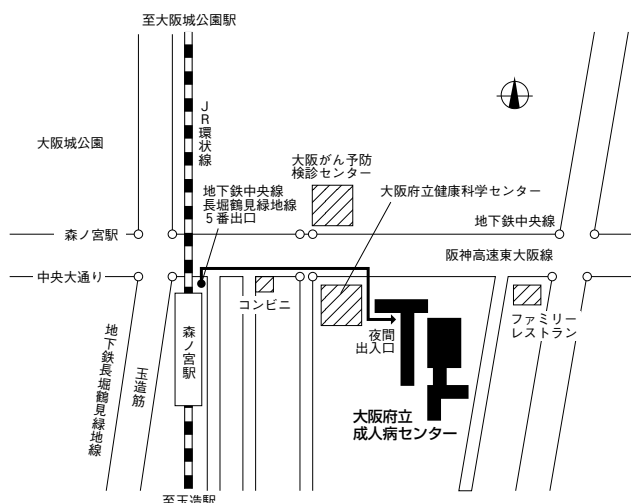 至大阪城公園駅
JR環状線
大阪城公園
大阪がん予防
検診センター
地下鉄中央線
長堀鶴見緑地線
5番出口
大阪府立健康科学センター
地下鉄中央線
森ノ宮駅
阪神高速東大阪線
中央大通り
コンビニ
ファミリー
レストラン
夜間
出入口
森ノ宮駅
地下鉄長堀鶴見緑地線
玉造筋
大阪府立
成人病センター
至玉造駅